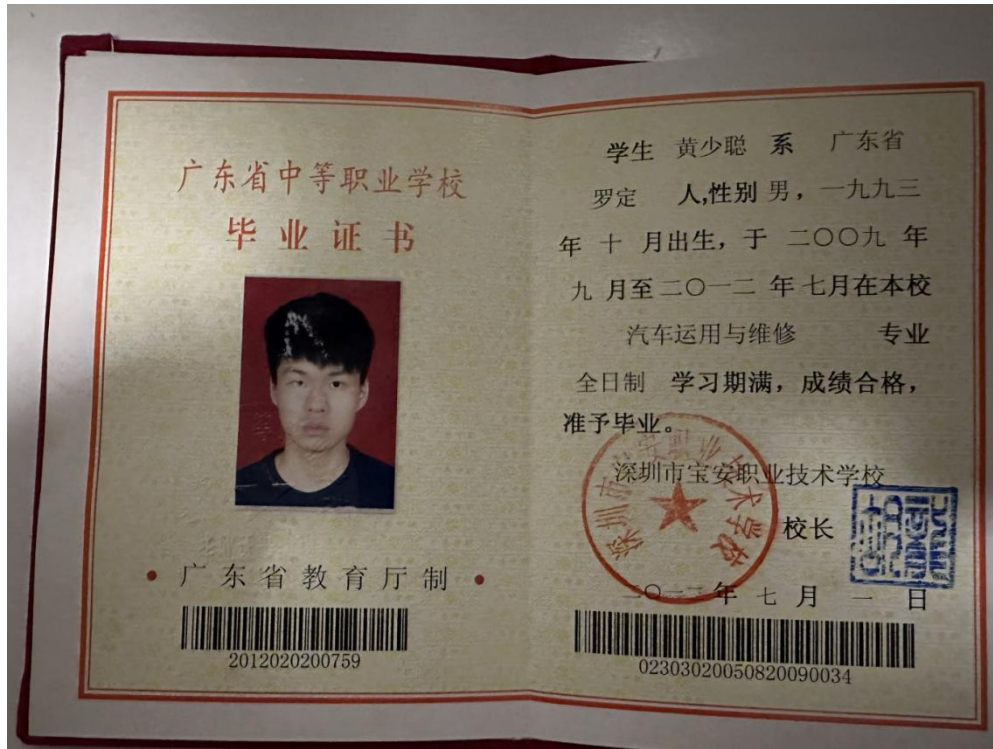 广东省中等职业学校
毕业证书
广东省教育厅制
2012020200759
学生 黄少聪 系 广东省
罗定 人,性别 男，一九九三
年 十 月出生，于 二〇〇九 年
九 月至二〇一二 年 七月在本校
汽车运用与维修 专业
全日制 学习期满，成绩合格，
准予毕业。
深圳市宝安职业技术学校
校长
二〇一二年 七 月 一 日
02303020050820090034